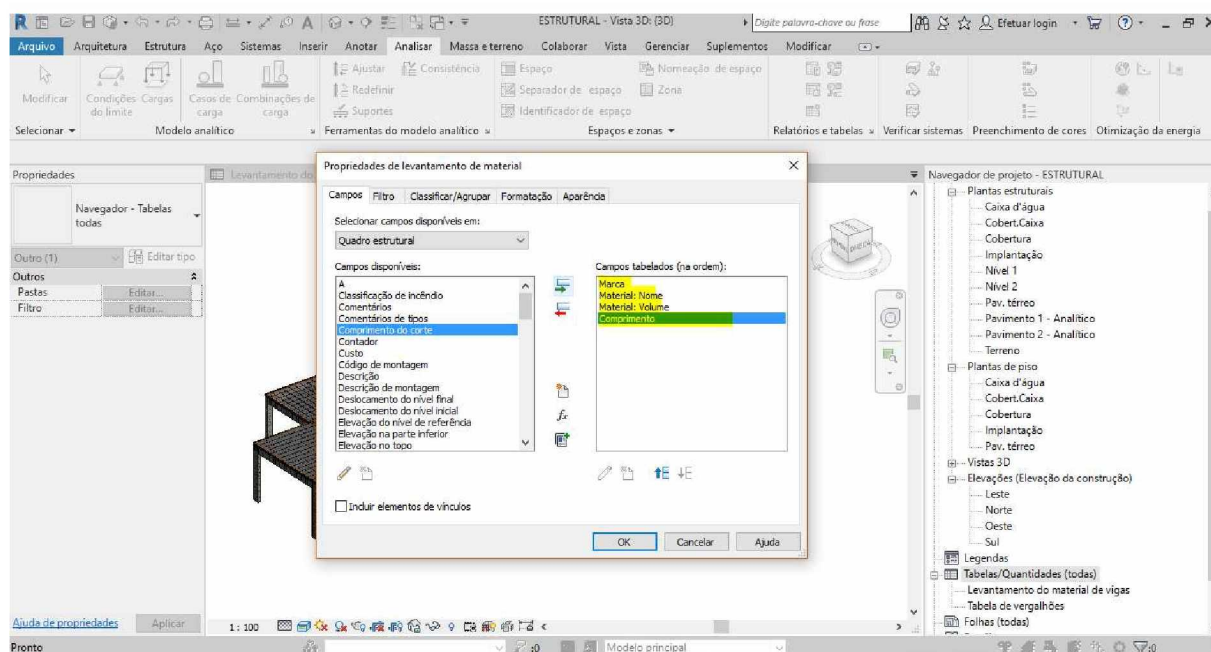 ESTRUTURAL - Vista 3D: {3D}
Digite palavra-chave ou frase
Efetuar login
Arquivo Arquitetura Estrutura Aço Sistemas Inserir Anotar Analisar Massa e terreno Colaborar Vista Gerenciar Suplementos Modificar
Modificar
Condições do limite
Cargas
Casos de carga
Combinações de carga
Ajustar
Consistência
Redefinir
Suportes
Espaço
Separador de espaço
Identificador de espaço
Nomeação de espaço
Zona
Selecionar
Modelo analítico
Ferramentas do modelo analítico
Espaços e zonas
Relatórios e tabelas
Verificar sistemas
Preenchimento de cores
Otimização da energia
Propriedades
Navegador - Tabelas
todas
Outro (1)
Editar tipo
Outros
Pastas Editar...
Filtro Editar...
Ajuda de propriedades
Aplicar
Levantamento do
Propriedades de levantamento de material
Campos Filtro Classificar/Agrupar Formatação Aparência
Selecionar campos disponíveis em:
Quadro estrutural
Campos disponíveis:
A
Classificação de incêndio
Comentários
Comentários de tipos
Comprimento do corte
Contador
Custo
Código de montagem
Descrição
Descrição de montagem
Deslocamento do nível final
Deslocamento do nível inicial
Elevação do nível de referência
Elevação na parte inferior
Elevação no topo
Campos tabelados (na ordem):
Marca
Material: Nome
Material: Volume
Comprimento
Incluir elementos de vínculos
OK
Cancelar
Ajuda
Navegador de projeto - ESTRUTURAL
Plantas estruturais
Caixa d'água
Cobert.Caixa
Cobertura
Implantação
Nível 1
Nível 2
Pav. térreo
Pavimento 1 - Analítico
Pavimento 2 - Analítico
Terreno
Plantas de piso
Caixa d'água
Cobert.Caixa
Cobertura
Implantação
Pav. térreo
Vistas 3D
Elevações (Elevação da construção)
Leste
Norte
Oeste
Sul
Legendas
Tabelas/Quantidades (todas)
Levantamento do material de vigas
Tabela de vergalhões
Folhas (todas)
1 : 100
Pronto
:0
Modelo principal
:0